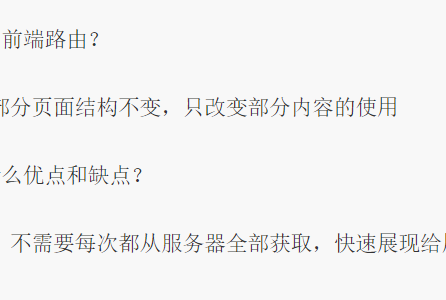 前端路由？
部分页面结构不变，只改变部分内容的使用
么优点和缺点？
不需要每次都从服务器全部获取，快速展现给